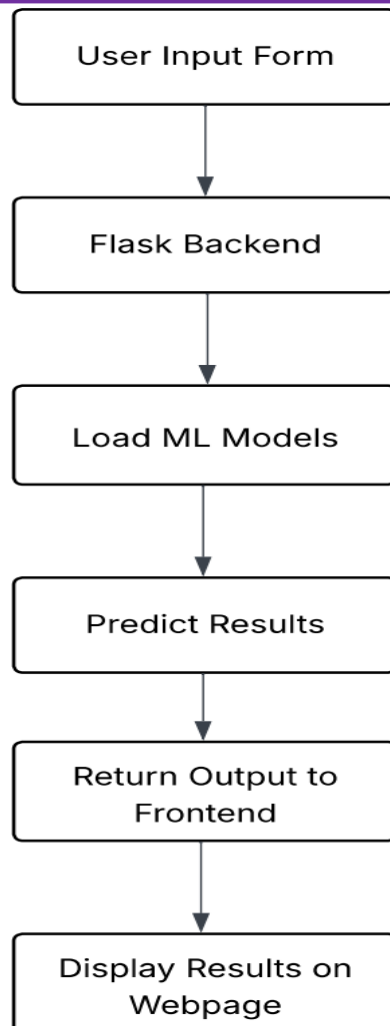 User Input Form
Flask Backend
Load ML Models
Predict Results
Return Output to
Frontend
Display Results on
Webpage